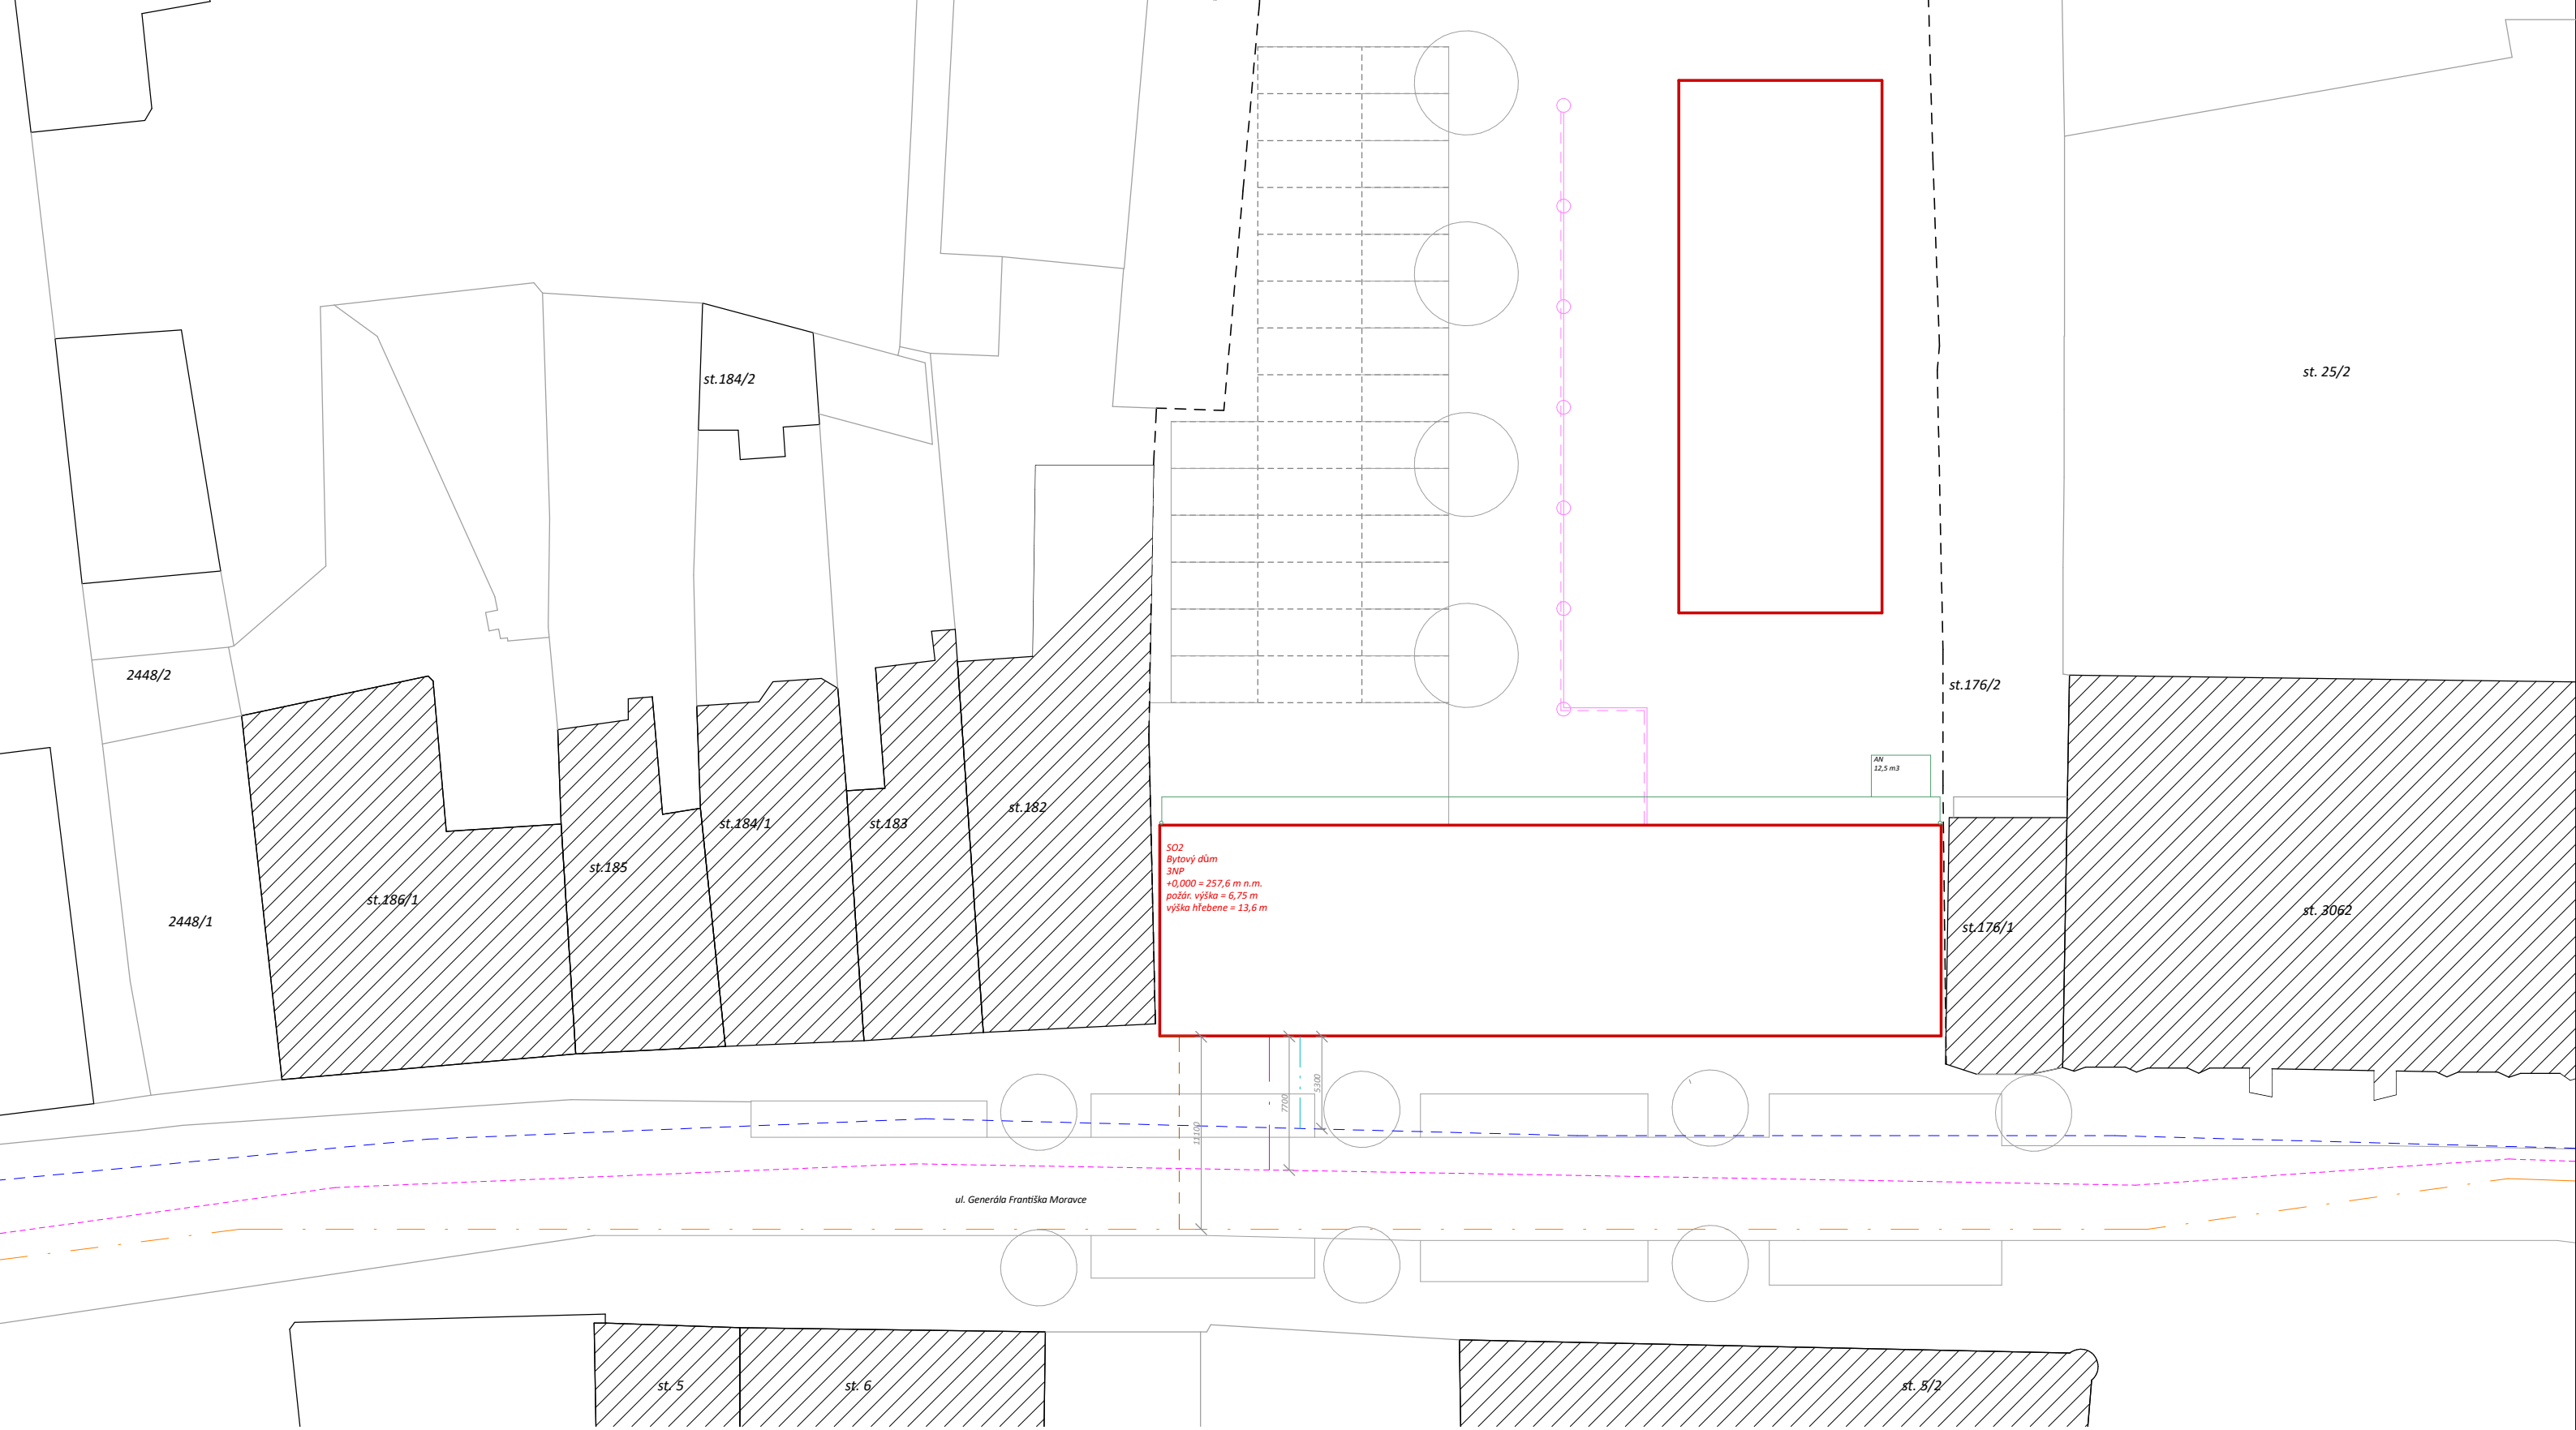 st.184/2
st. 25/2
2448/2
st.176/2
AN
12,5 m3
st.182
st.184/1
st.183
SO2
Bytový dům
3NP
+0,000 = 257,6 m n.m.
požár. výška = 6,75 m
výška hřebene = 13,6 m
st.185
st.186/1
st. 3062
2448/1
st.176/1
5300
7700
11100
ul. Generála Františka Moravce
st. 5
st. 6
st. 5/2